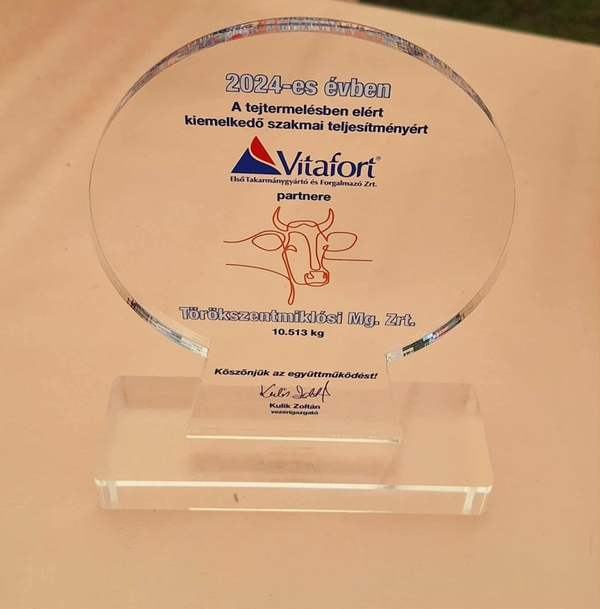 2024-es évben
A tejtermelésben elért
kiemelkedő szakmai teljesítményért
Vitafort®
Első Takarmánygyártó és Forgalmazó Zrt.
partnere
Törökszentmiklósi Mg. Zrt.
10.513 kg
Köszönjük az együttműködést!
Kulik Zoltán
vezérigazgató